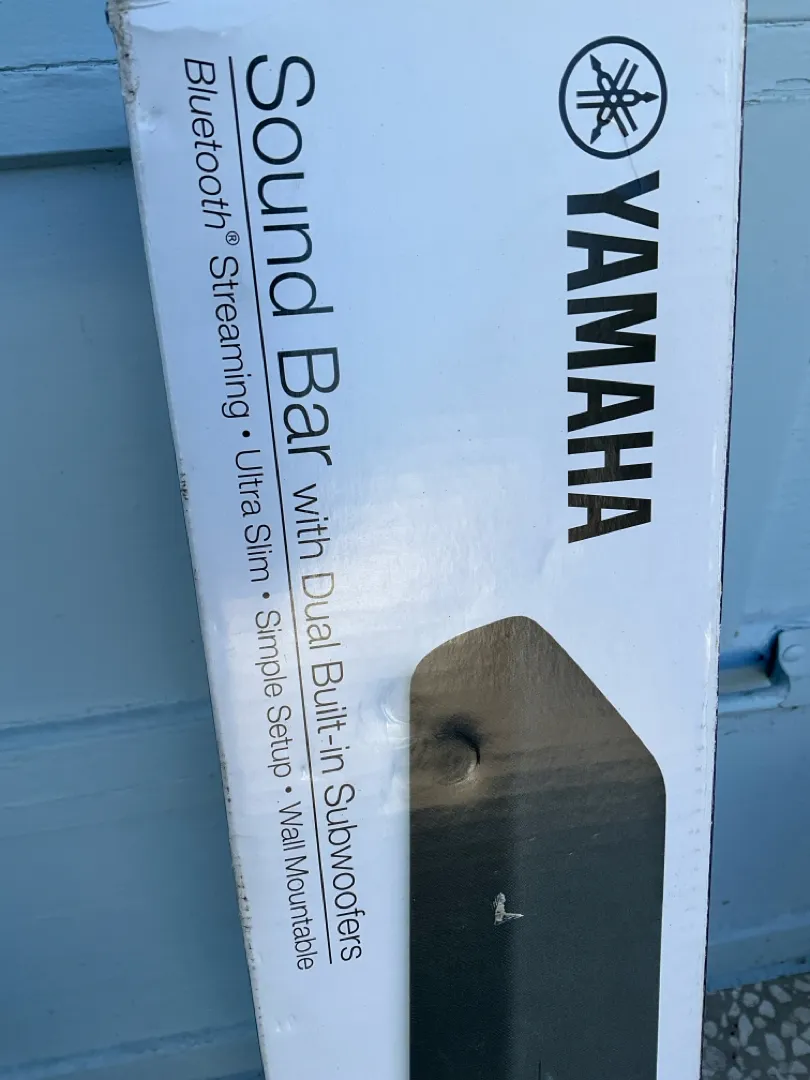 YAMAHA
Sound Bar with Dual Built-in Subwoofers
Bluetooth® Streaming • Ultra Slim • Simple Setup • Wall Mountable